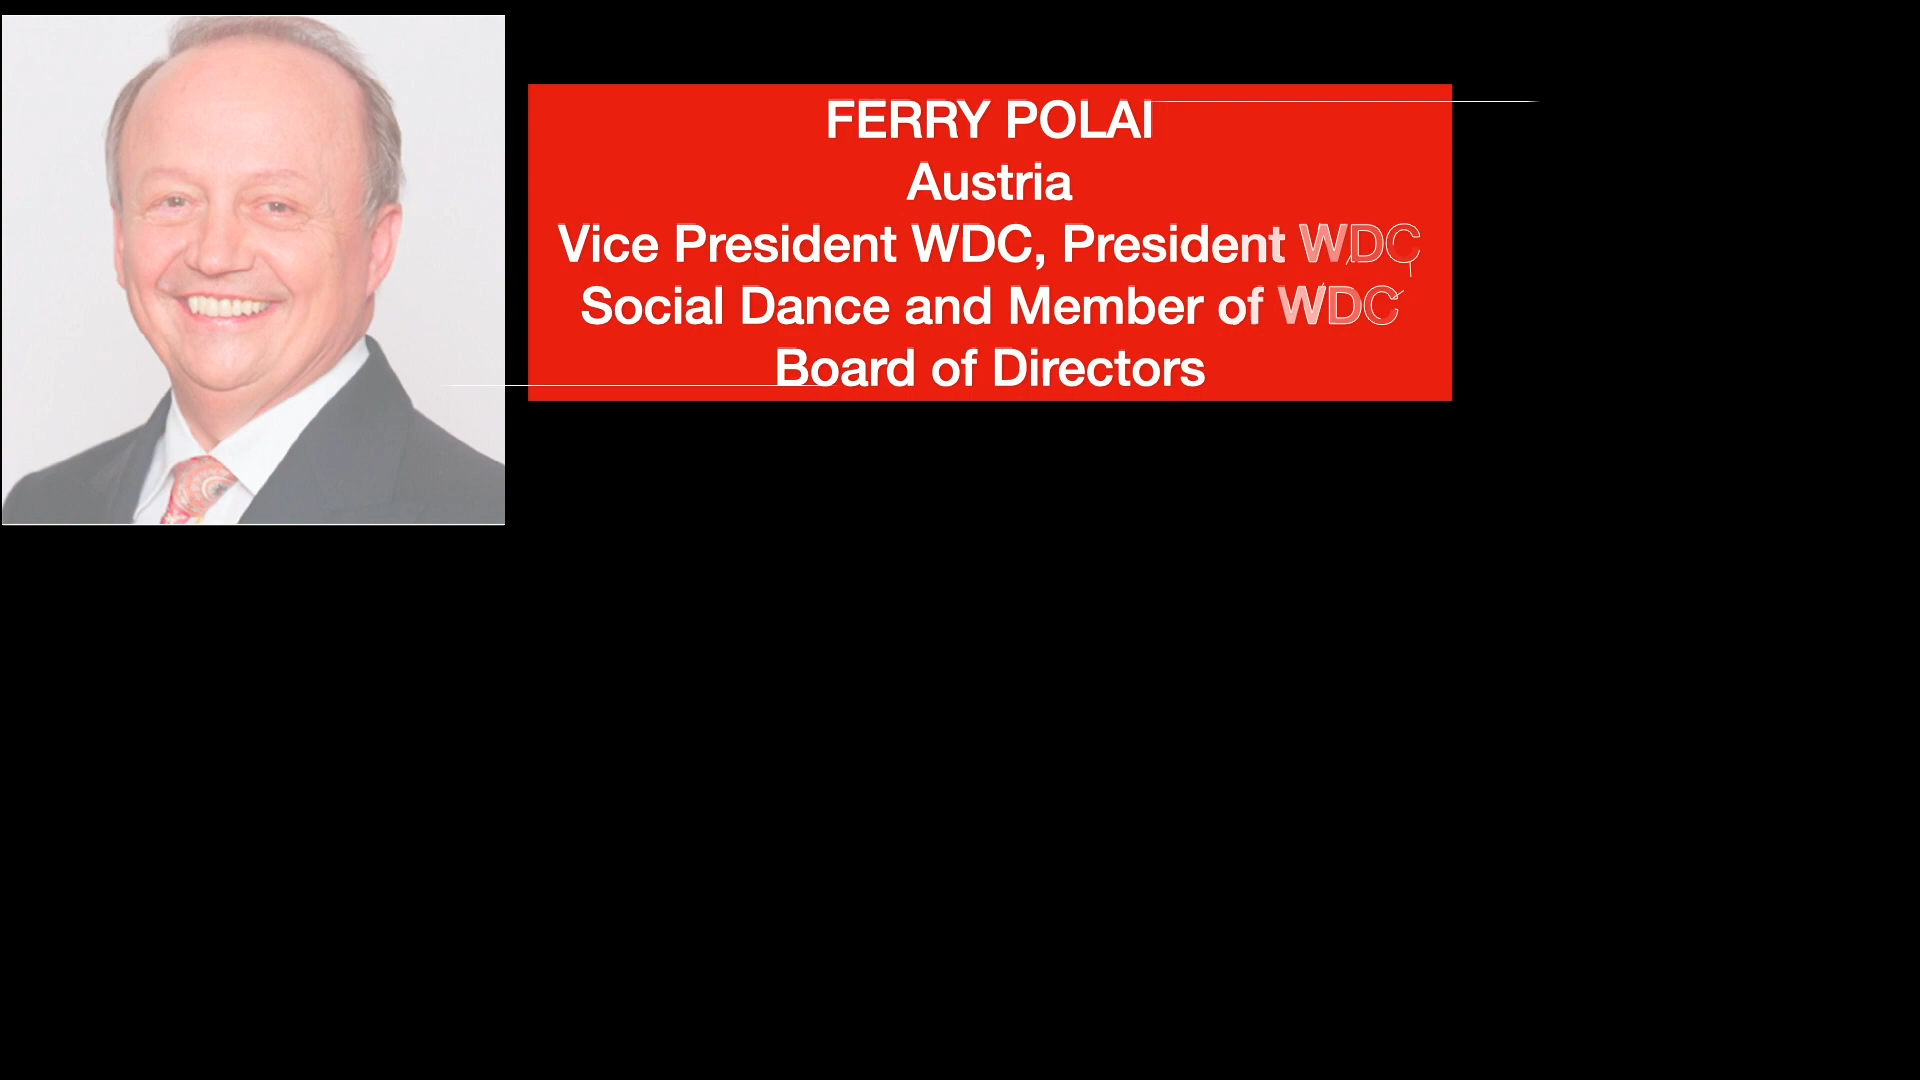 FERRY POLAI
Austria
Vice President WDC, President WDC
Social Dance and Member of WDC
Board of Directors